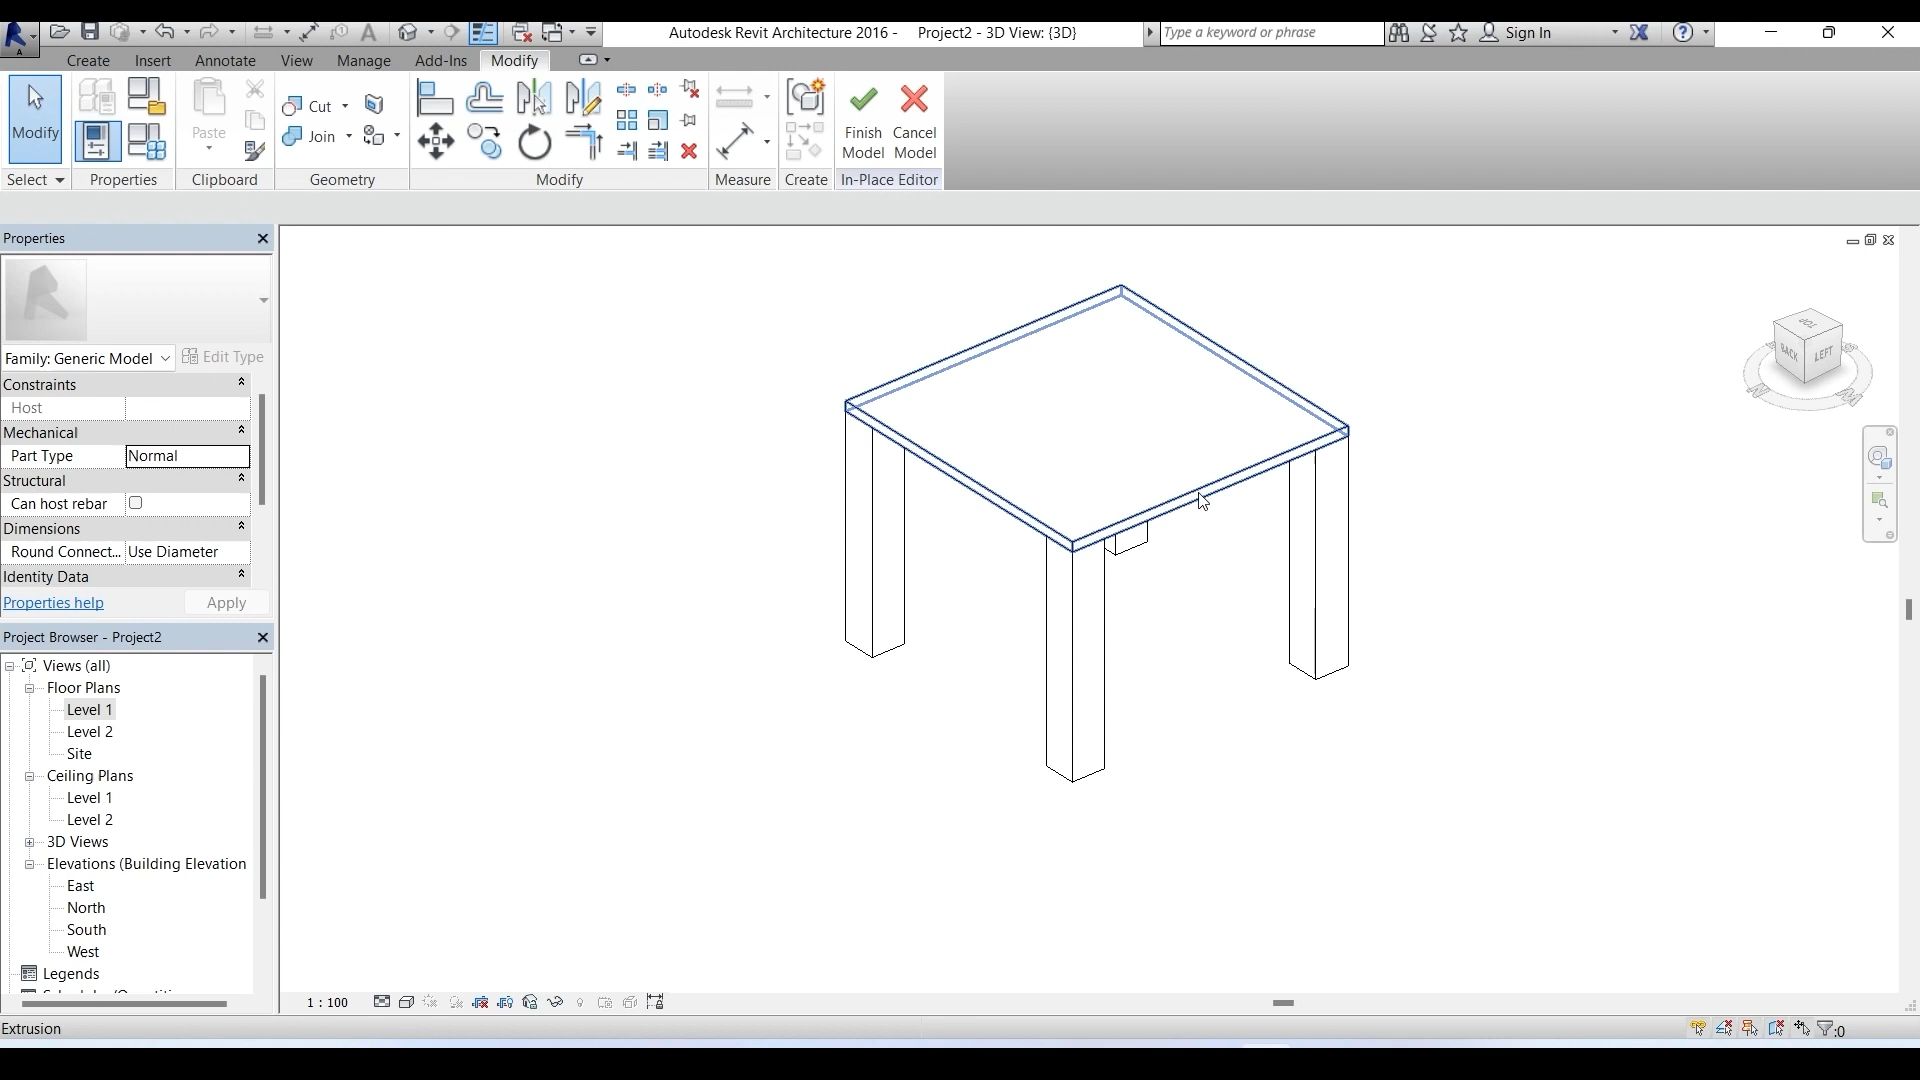 Autodesk Revit Architecture 2016 - Project2 - 3D View: {3D}
Type a keyword or phrase
Sign In
Create Insert Annotate View Manage Add-Ins Modify
Modify
Paste
Cut
Join
Finish Model
Cancel Model
Select Properties Clipboard Geometry Modify Measure Create In-Place Editor
Properties
Family: Generic Model
Edit Type
Constraints
Host
Mechanical
Part Type Normal
Structural
Can host rebar
Dimensions
Round Connect... Use Diameter
Identity Data
Properties help
Apply
Project Browser - Project2
Views (all)
Floor Plans
Level 1
Level 2
Site
Ceiling Plans
Level 1
Level 2
3D Views
Elevations (Building Elevation
East
North
South
West
Legends
TOP
BACK
LEFT
N
1 : 100
Extrusion
:0